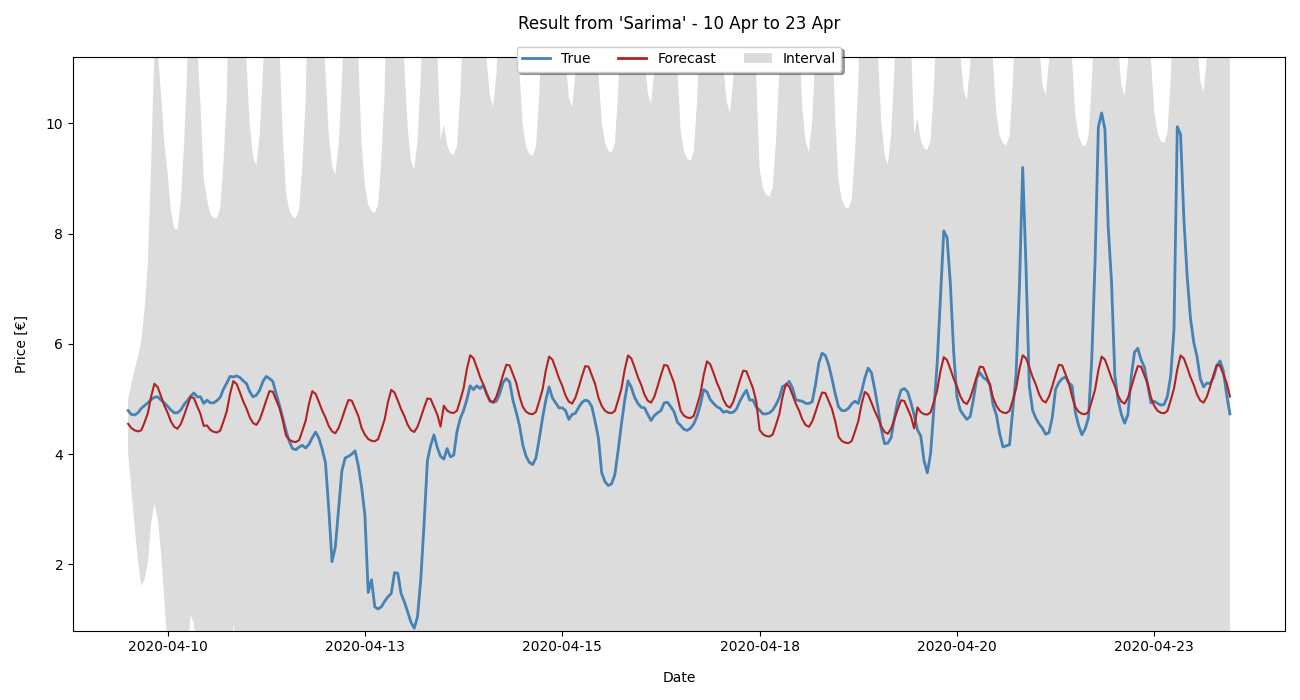 Result from 'Sarima' - 10 Apr to 23 Apr
True Forecast Interval
10
8
6
4
2
Price [€]
2020-04-10 2020-04-13 2020-04-15 2020-04-18 2020-04-20 2020-04-23
Date